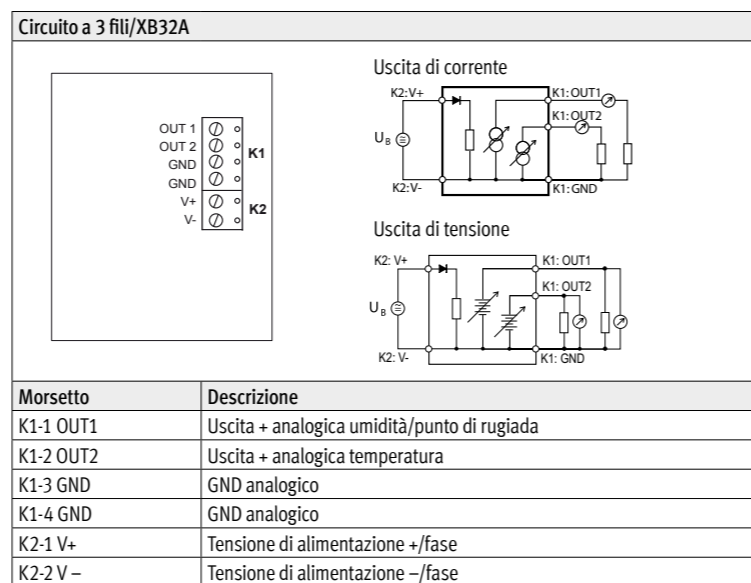 Circuito a 3 fili/XB32A
OUT 1
OUT 2
GND
GND
K1
V+
V-
K2
Uscita di corrente
K2:V+
K1: OUT1
K1: OUT2
UB
K2:V-
K1: GND
Uscita di tensione
K2: V+
K1: OUT1
K1: OUT2
UB
K2: V-
K1: GND
Morsetto Descrizione
K1-1 OUT1 Uscita + analogica umidità/punto di rugiada
K1-2 OUT2 Uscita + analogica temperatura
K1-3 GND GND analogico
K1-4 GND GND analogico
K2-1 V+ Tensione di alimentazione +/fase
K2-2 V – Tensione di alimentazione –/fase